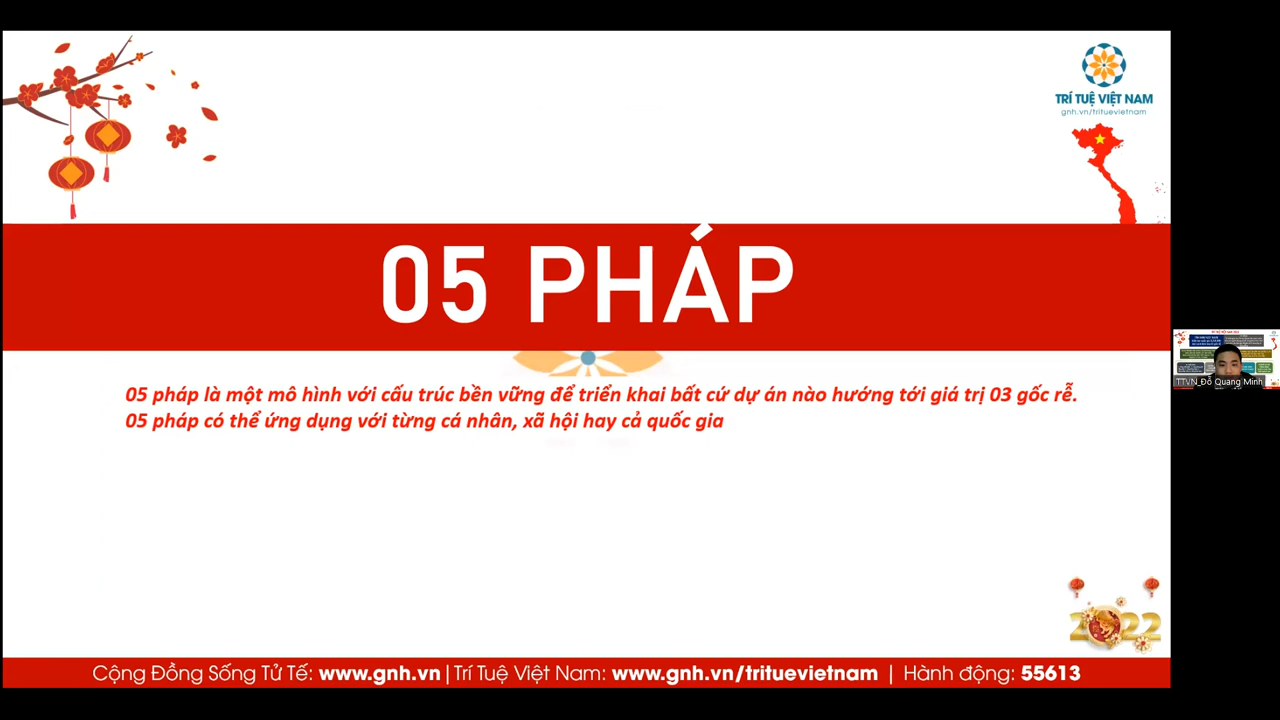 TRÍ TUỆ VIỆT NAM
gnh.vn/trituevietnam
05 PHÁP
05 pháp là một mô hình với cấu trúc bền vững để triển khai bất cứ dự án nào hướng tới giá trị 03 gốc rễ.
05 pháp có thể ứng dụng với từng cá nhân, xã hội hay cả quốc gia
TTVN_Đỗ Quang Minh
2022
Cộng Đồng Sống Tử Tế: www.gnh.vn | Trí Tuệ Việt Nam: www.gnh.vn/trituevietnam | Hành động: 55613